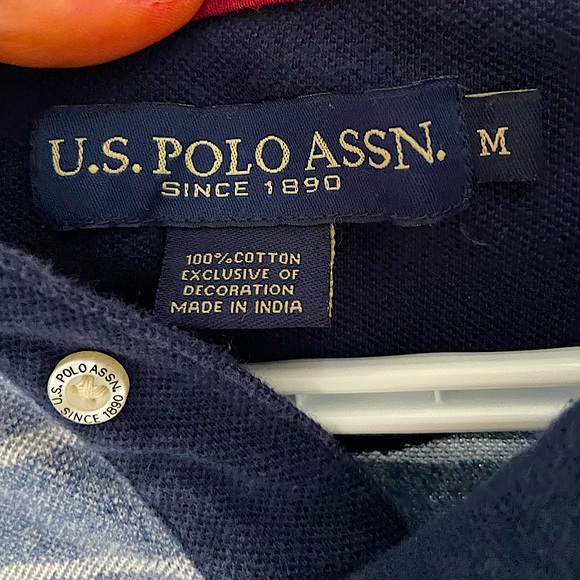 U.S. POLO ASSN.
SINCE 1890
M
100% COTTON
EXCLUSIVE OF
DECORATION
MADE IN INDIA
U.S. POLO ASSN.
SINCE 1890